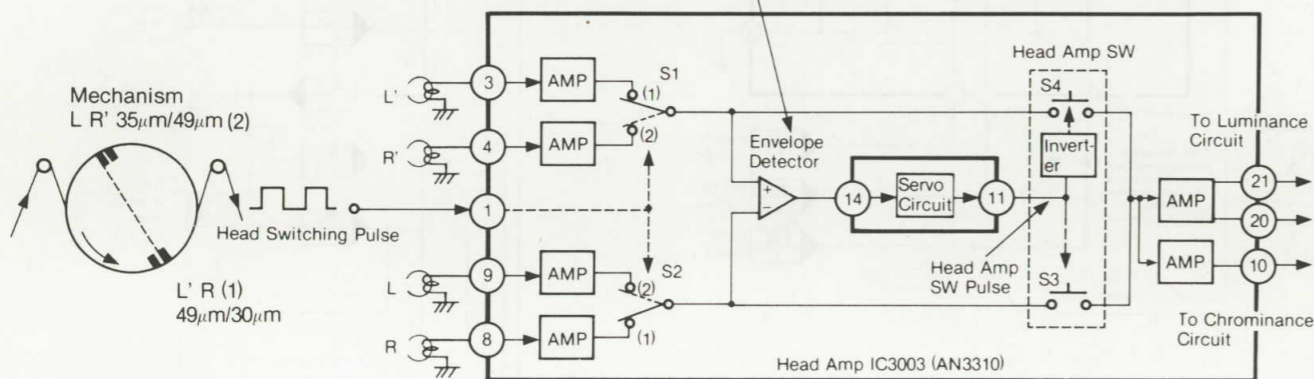 Mechanism
L R' 35μm/49μm (2)
L' R (1)
49μm/30μm
Head Switching Pulse
L'
R'
L
R
3
4
1
9
8
AMP
AMP
AMP
AMP
S1
(1)
(2)
S2
(2)
(1)
Envelope
Detector
+
−
14
Servo
Circuit
11
Head Amp
SW Pulse
Head Amp SW
S4
Invert-
er
S3
AMP
AMP
To Luminance
Circuit
21
20
10
To Chrominance
Circuit
Head Amp IC3003 (AN3310)